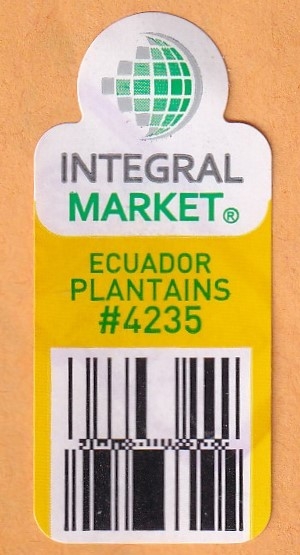 INTEGRAL
MARKET®
ECUADOR
PLANTAINS
#4235